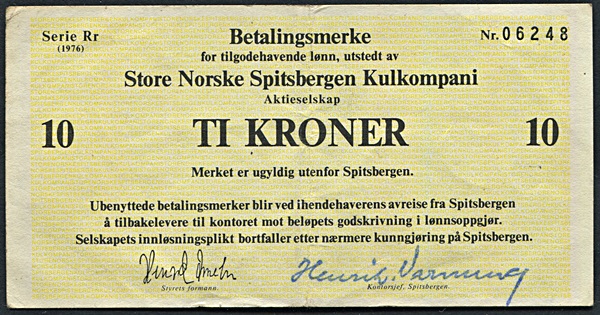 Serie Rr
(1976)
Betalingsmerke
Nr. 06248
for tilgodehavende lønn, utstedt av
Store Norske Spitsbergen Kulkompani
Aktieselskap
10 TI KRONER 10
Merket er ugyldig utenfor Spitsbergen.
Ubenyttede betalingsmerker blir ved ihendehaverens avreise fra Spitsbergen
å tilbakelevere til kontoret mot beløpets godskrivning i lønnsoppgjør.
Selskapets innløsningsplikt bortfaller etter nærmere kunngjøring på Spitsbergen.
Henrik Varming
Styrets formann.
Kontorsjef, Spitsbergen.